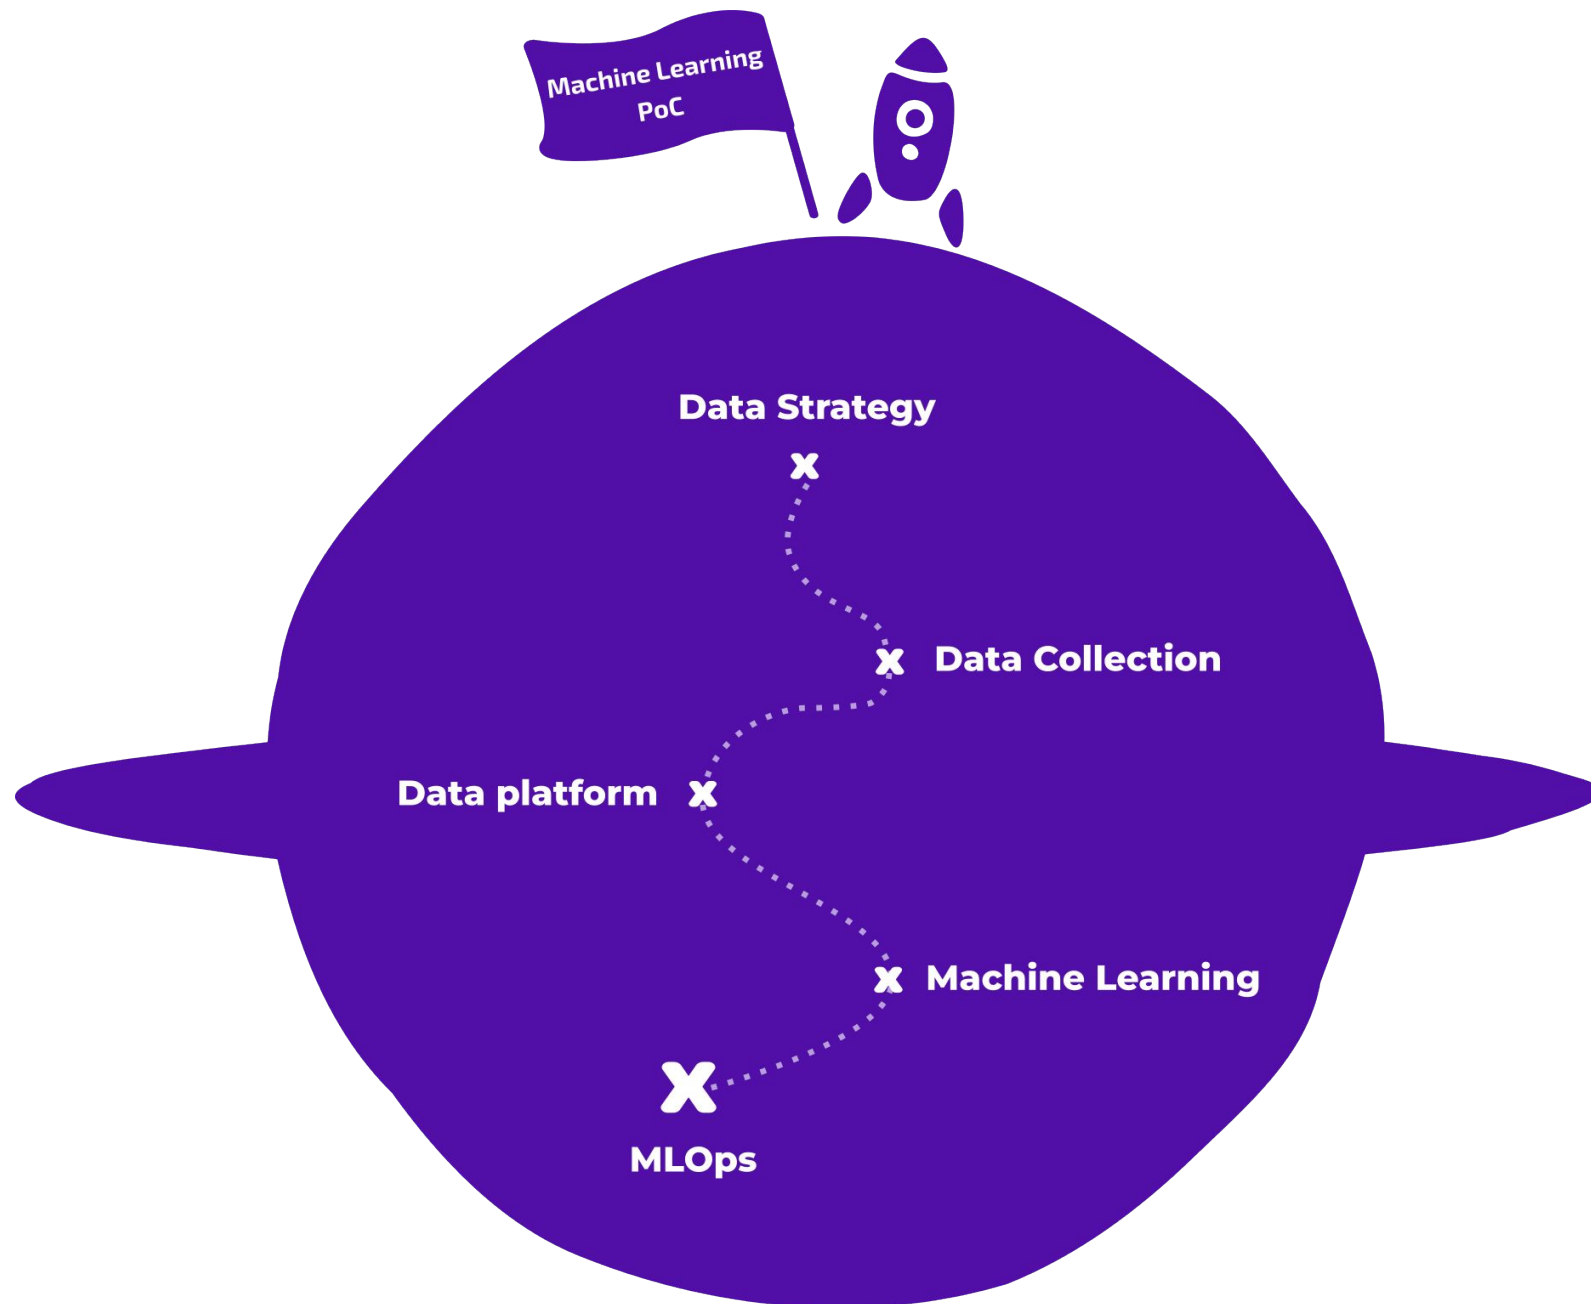 Machine Learning
PoC
Data Strategy
Data Collection
Data platform
Machine Learning
MLOps